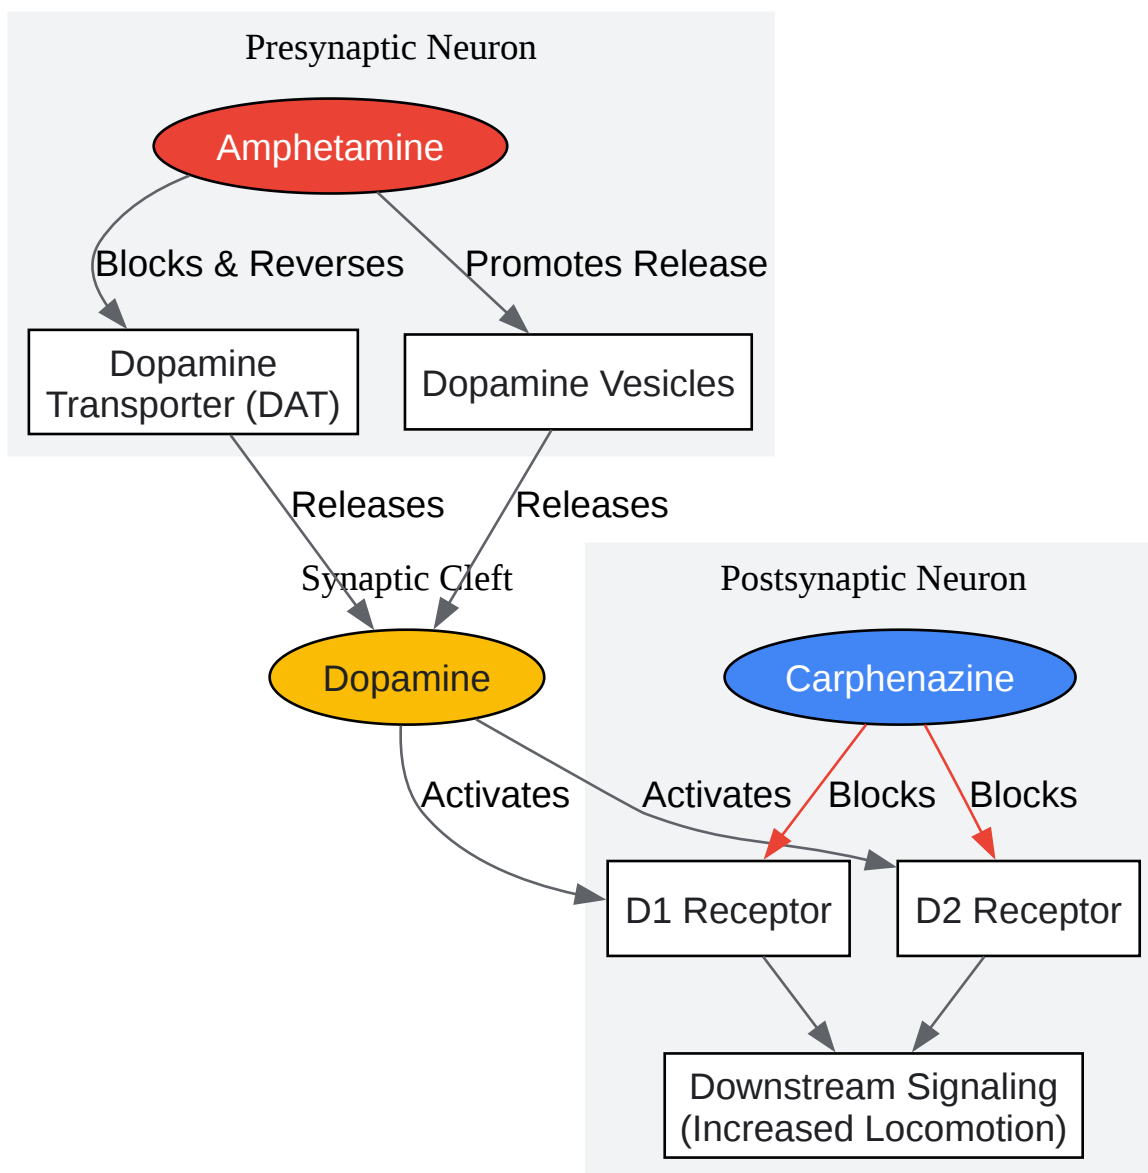 Presynaptic Neuron
Amphetamine
Blocks & Reverses
Promotes Release
Dopamine
Transporter (DAT)
Dopamine Vesicles
Releases
Releases
Synaptic Cleft
Postsynaptic Neuron
Dopamine
Carphenazine
Activates
Activates
Blocks
Blocks
D1 Receptor
D2 Receptor
Downstream Signaling
(Increased Locomotion)